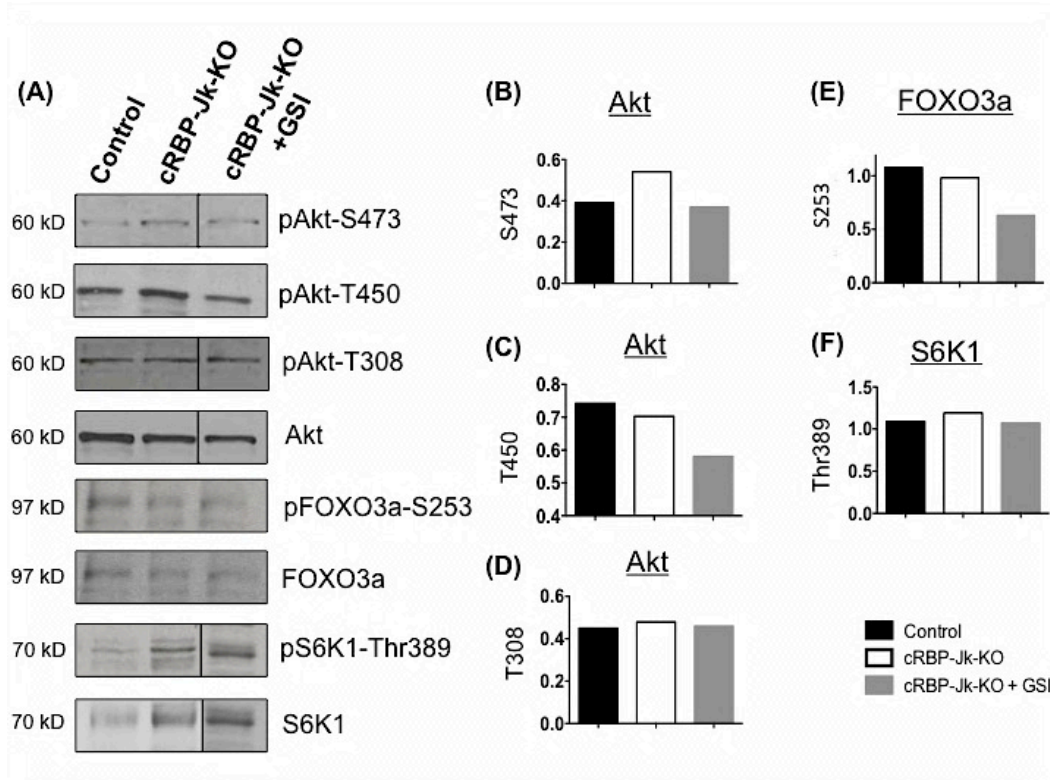 (A)
Control
cRBP-Jk-KO
cRBP-Jk-KO
+GSI
60 kD
pAkt-S473
60 kD
pAkt-T450
60 kD
pAkt-T308
60 kD
Akt
97 kD
pFOXO3a-S253
97 kD
FOXO3a
70 kD
pS6K1-Thr389
70 kD
S6K1
(B)
Akt
S473
0.6
0.4
0.2
0.0
(C)
Akt
T450
0.8
0.7
0.6
0.5
0.4
(D)
Akt
T308
0.6
0.4
0.2
0.0
(E)
FOXO3a
S253
1.0
0.5
0.0
(F)
S6K1
Thr389
1.5
1.0
0.5
0.0
Control
cRBP-Jk-KO
cRBP-Jk-KO + GSI